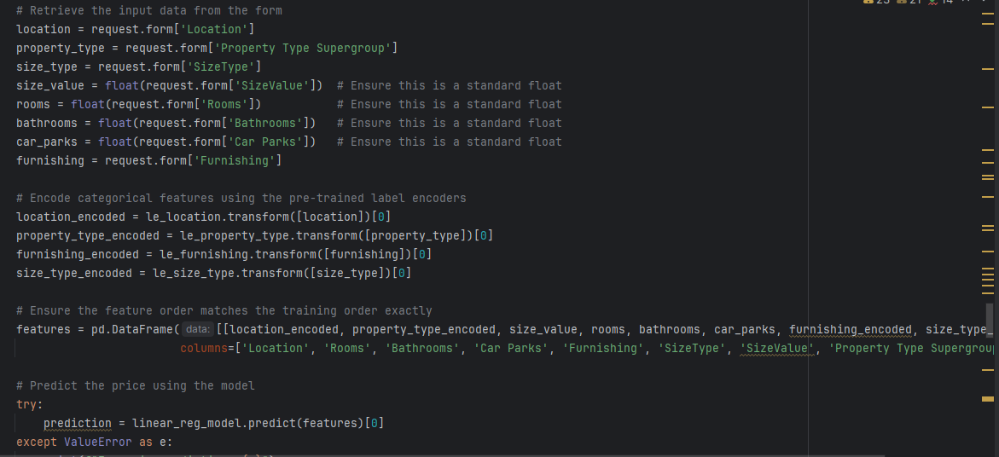 23 21 14
# Retrieve the input data from the form
location = request.form['Location']
property_type = request.form['Property Type Supergroup']
size_type = request.form['SizeType']
size_value = float(request.form['SizeValue'])  # Ensure this is a standard float
rooms = float(request.form['Rooms'])           # Ensure this is a standard float
bathrooms = float(request.form['Bathrooms'])   # Ensure this is a standard float
car_parks = float(request.form['Car Parks'])   # Ensure this is a standard float
furnishing = request.form['Furnishing']
# Encode categorical features using the pre-trained label encoders
location_encoded = le_location.transform([location])[0]
property_type_encoded = le_property_type.transform([property_type])[0]
furnishing_encoded = le_furnishing.transform([furnishing])[0]
size_type_encoded = le_size_type.transform([size_type])[0]
# Ensure the feature order matches the training order exactly
features = pd.DataFrame( data: [[location_encoded, property_type_encoded, size_value, rooms, bathrooms, car_parks, furnishing_encoded, size_type_
columns=['Location', 'Rooms', 'Bathrooms', 'Car Parks', 'Furnishing', 'SizeType', 'SizeValue', 'Property Type Supergroup
# Predict the price using the model
try:
    prediction = linear_reg_model.predict(features)[0]
except ValueError as e: